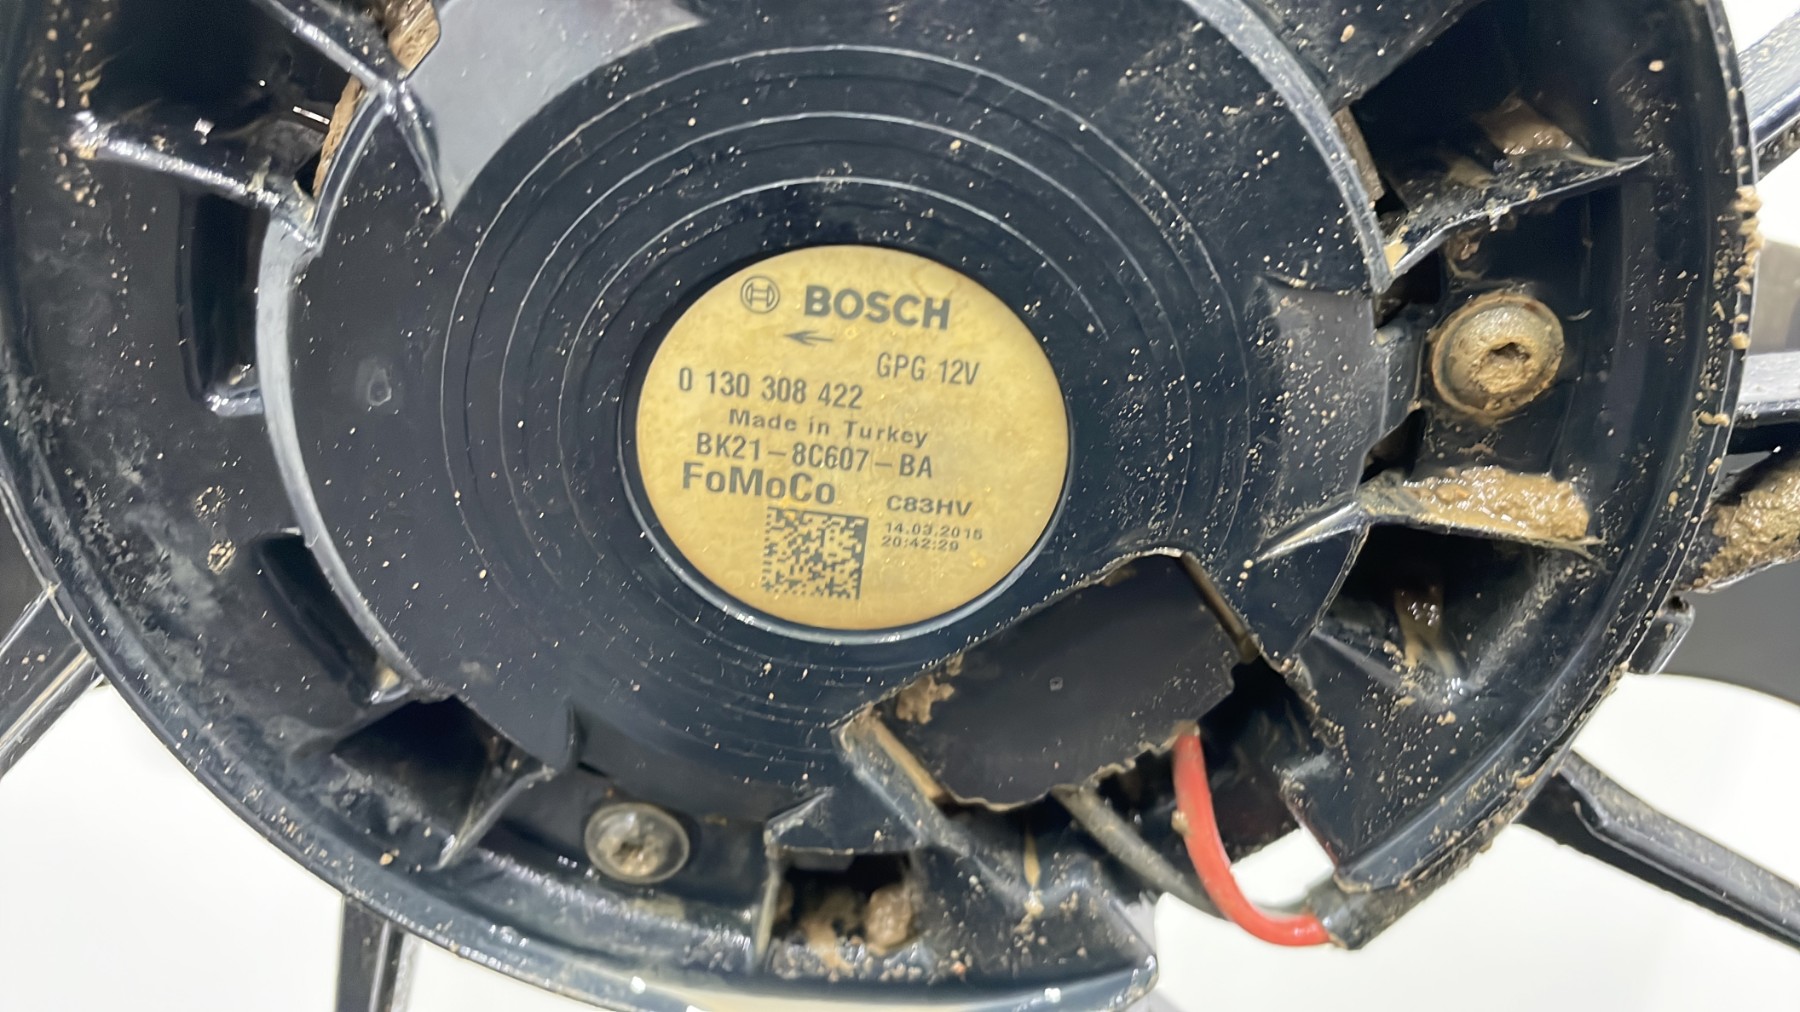 BOSCH
GPG 12V
0 130 308 422
Made in Turkey
BK21-8C607-BA
FoMoCo
C83HV
14.03.2015
20:42:29